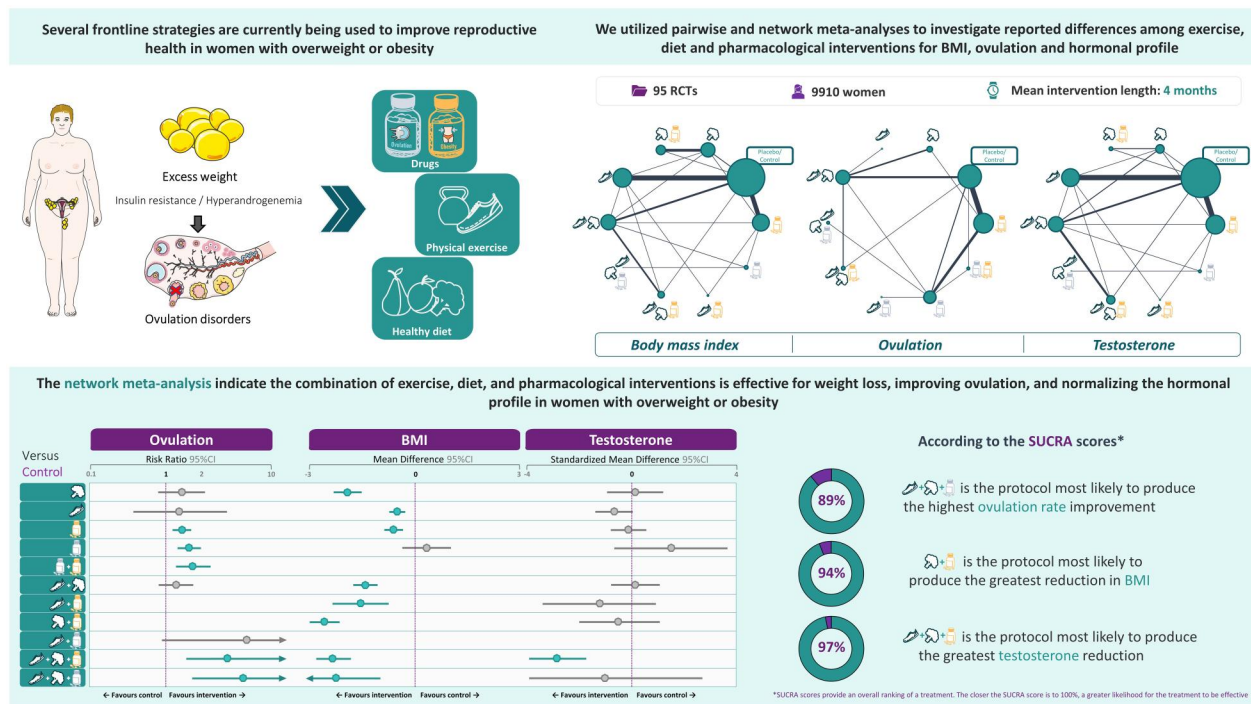 Several frontline strategies are currently being used to improve reproductive
health in women with overweight or obesity
We utilized pairwise and network meta-analyses to investigate reported differences among exercise,
diet and pharmacological interventions for BMI, ovulation and hormonal profile
Excess weight
Insulin resistance / Hyperandrogenemia
Ovulation disorders
Ovulation
Obesity
Drugs
Physical exercise
Healthy diet
95 RCTs
9910 women
Mean intervention length: 4 months
Placebo/
Control
Placebo/
Control
Placebo/
Control
Body mass index
Ovulation
Testosterone
The network meta-analysis indicate the combination of exercise, diet, and pharmacological interventions is effective for weight loss, improving ovulation, and normalizing the hormonal
profile in women with overweight or obesity
Versus
Control
Ovulation
Risk Ratio 95%CI
0.1 1 2 10
BMI
Mean Difference 95%CI
-3 0 3
Testosterone
Standardized Mean Difference 95%CI
-4 0 4
+
+
+
+
+
+ +
+ +
← Favours control Favours intervention →
← Favours intervention Favours control →
← Favours intervention Favours control →
According to the SUCRA scores*
89%
+ + is the protocol most likely to produce
the highest ovulation rate improvement
94%
+ is the protocol most likely to
produce the greatest reduction in BMI
97%
+ + is the protocol most likely to produce
the greatest testosterone reduction
*SUCRA scores provide an overall ranking of a treatment. The closer the SUCRA score is to 100%, a greater likelihood for the treatment to be effective